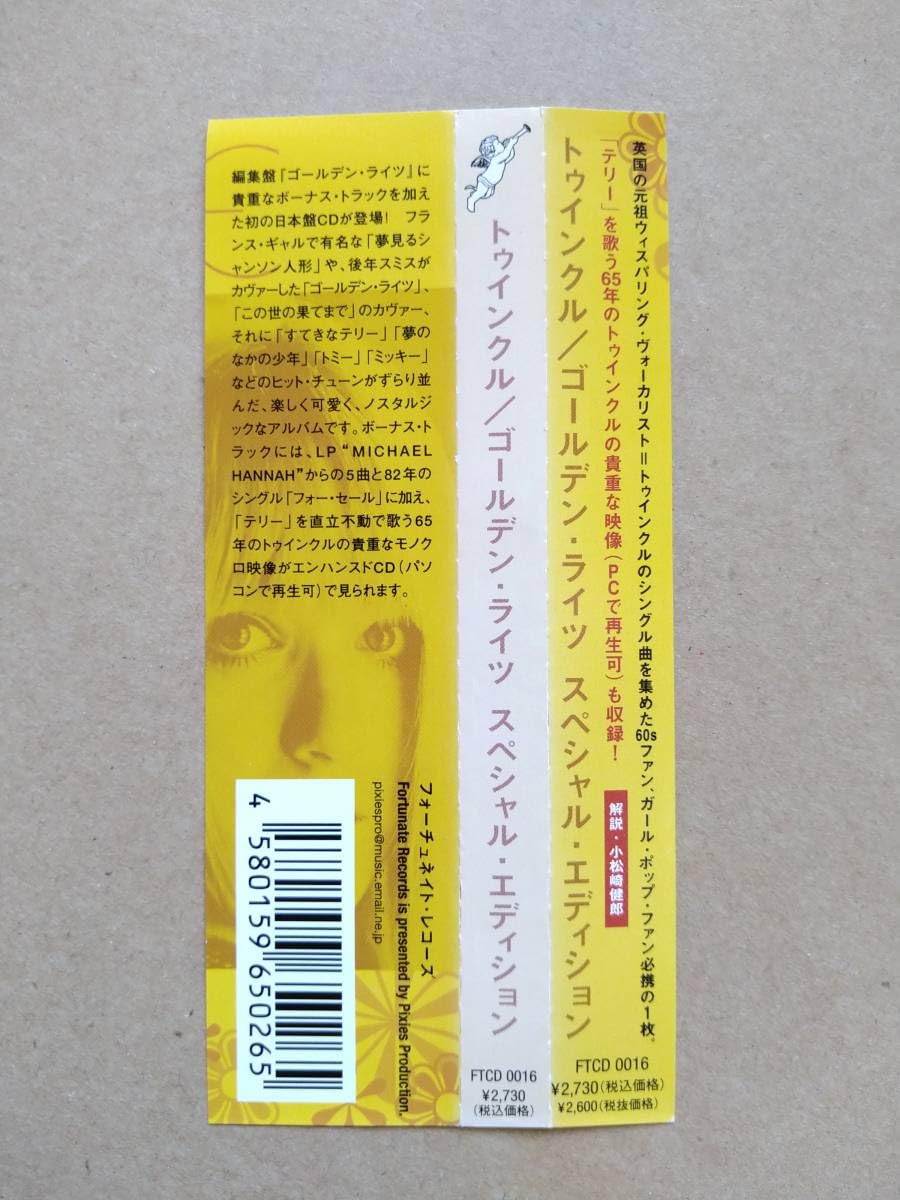 英国の元祖ウィスパリング・ヴォーカリスト＝トゥインクルのシングル曲を集めた60sファン、ガール・ポップ・ファン必携の1枚。
「テリー」を歌う65年のトゥインクルの貴重な映像（PCで再生可）も収録！
解説・小松崎健郎
トゥインクル／ゴールデン・ライツ スペシャル・エディション
FTCD 0016
¥2,730（税込価格）
¥2,600（税抜価格）
トゥインクル／ゴールデン・ライツ スペシャル・エディション
FTCD 0016
¥2,730
（税込価格）
編集盤『ゴールデン・ライツ』に
貴重なボーナス・トラックを加え
た初の日本盤CDが登場! フラ
ンス・ギャルで有名な「夢見るシ
ャンソン人形」や、後年スミスが
カヴァーした「ゴールデン・ライツ」、
「この世の果てまで」のカヴァー、
それに「すてきなテリー」「夢の
なかの少年」「トミー」「ミッキー」
などのヒット・チューンがずらり並
んだ、楽しく可愛く、ノスタルジ
ックなアルバムです。ボーナス・ト
ラックには、LP “MICHAEL
HANNAH”からの5曲と82年の
シングル「フォー・セール」に加え、
「テリー」を直立不動で歌う65
年のトゥインクルの貴重なモノク
ロ映像がエンハンスドCD（パソ
コンで再生可）で見られます。
フォーチュネイト・レコーズ
Fortunate Records is presented by Pixies Production.
pixiespro@music.email.ne.jp
4 580159 650265